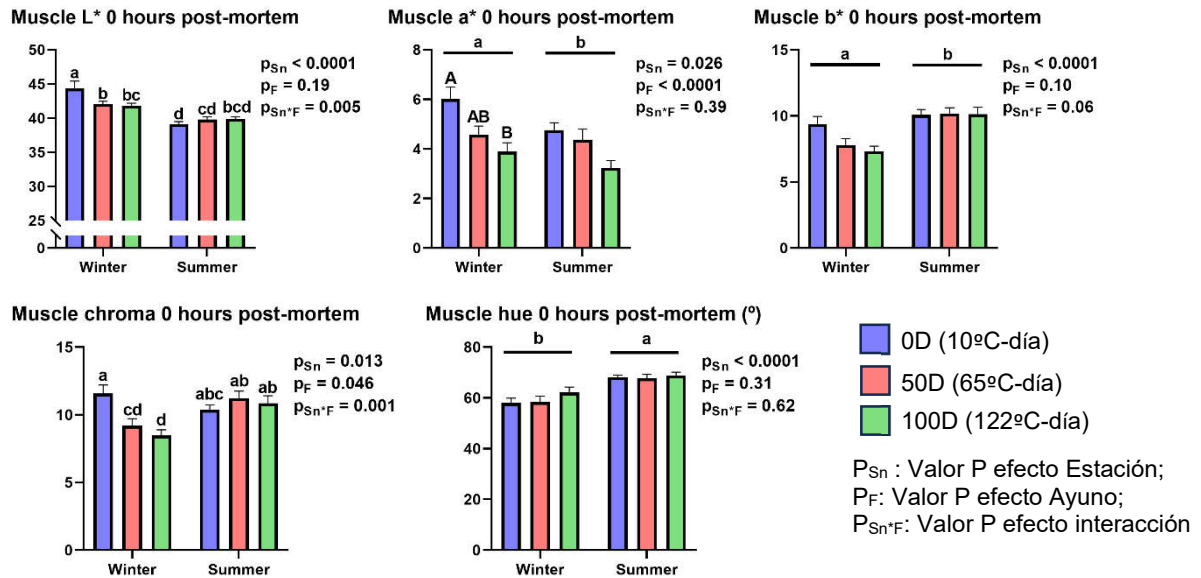 Muscle L* 0 hours post-mortem
50
45
40
35
30
25
0
a
b
bc
d
cd
bcd
Winter
Summer
pSn < 0.0001
pF = 0.19
pSn*F = 0.005
Muscle a* 0 hours post-mortem
8
6
4
2
0
a
b
A
AB
B
Winter
Summer
pSn = 0.026
pF < 0.0001
pSn*F = 0.39
Muscle b* 0 hours post-mortem
15
10
5
0
a
b
Winter
Summer
pSn < 0.0001
pF = 0.10
pSn*F = 0.06
Muscle chroma 0 hours post-mortem
15
10
5
0
a
cd
d
abc
ab
ab
Winter
Summer
pSn = 0.013
pF = 0.046
pSn*F = 0.001
Muscle hue 0 hours post-mortem (º)
80
60
40
20
0
b
a
Winter
Summer
pSn < 0.0001
pF = 0.31
pSn*F = 0.62
0D (10ºC-día)
50D (65ºC-día)
100D (122ºC-día)
PSn : Valor P efecto Estación;
PF: Valor P efecto Ayuno;
PSn*F: Valor P efecto interacción